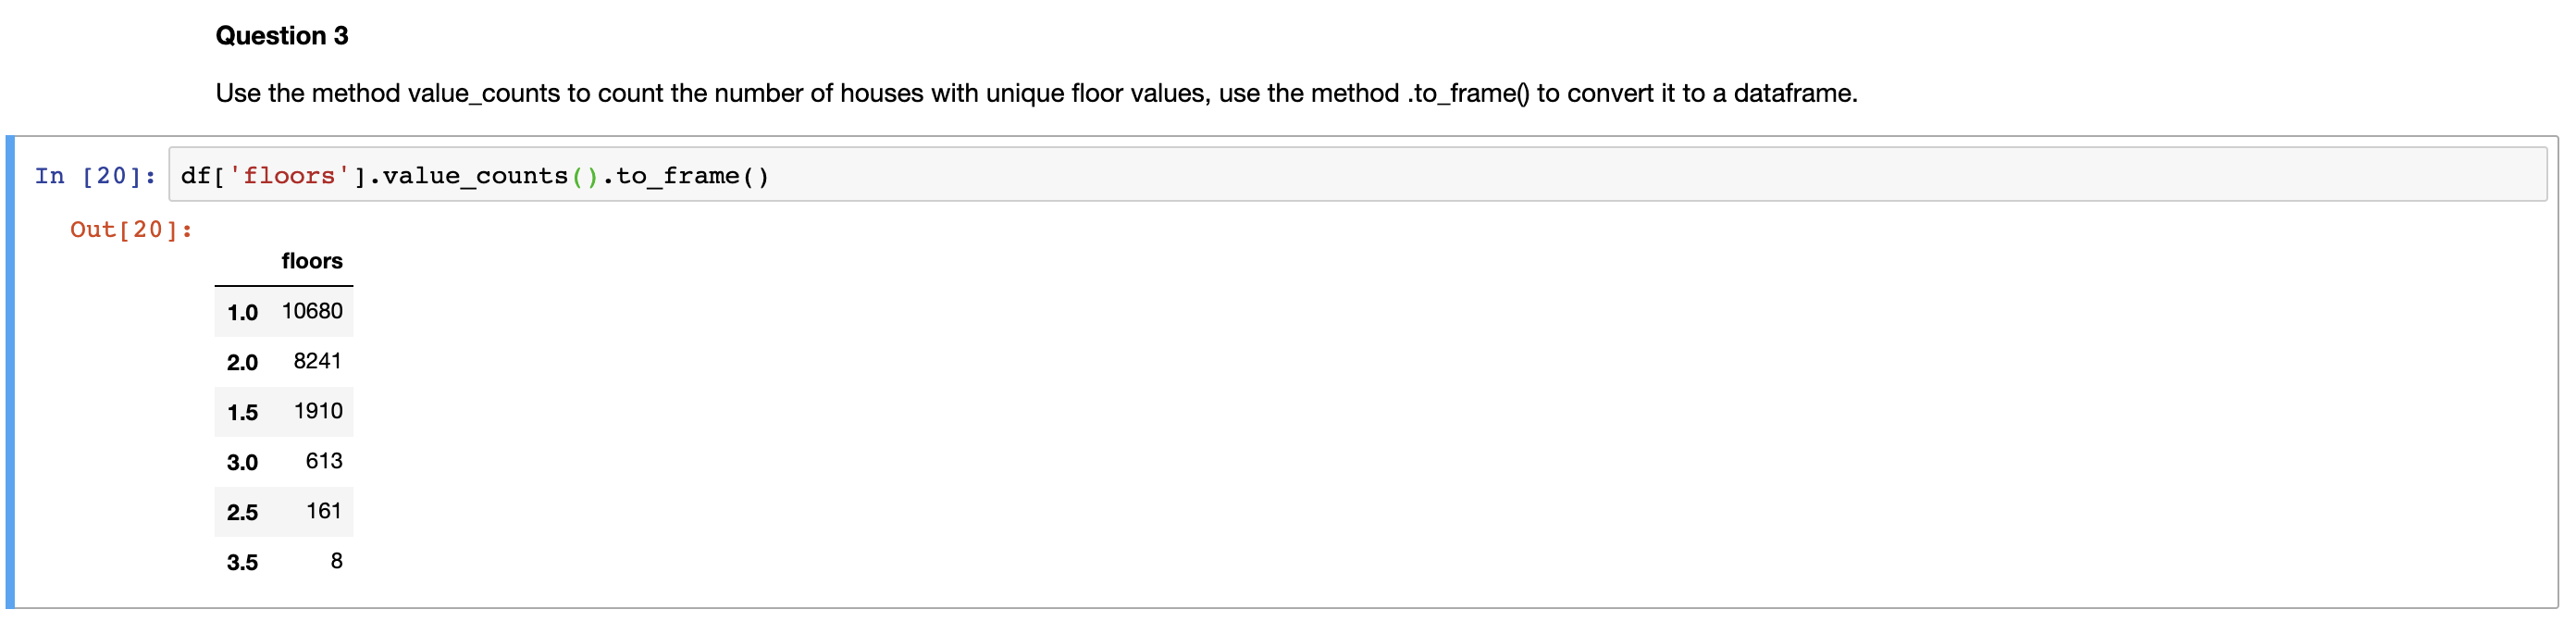 Question 3
Use the method value_counts to count the number of houses with unique floor values, use the method .to_frame() to convert it to a dataframe.
In [20]: df['floors'].value_counts().to_frame()
Out[20]:
floors
1.0 10680
2.0 8241
1.5 1910
3.0 613
2.5 161
3.5 8